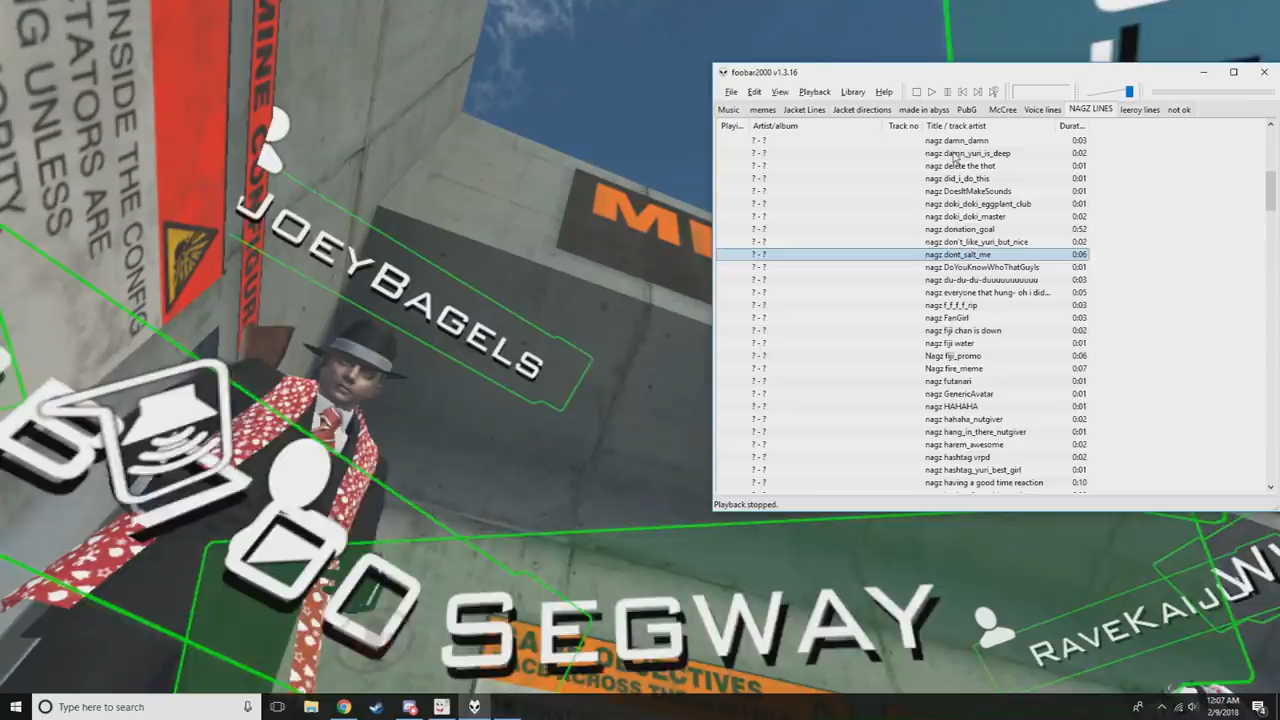 INSIDE THE CONFIG
TATORS ARE
NG UNLESS
ORITY
MINE CORE
JOEYBAGELS
MU
SEGWAY
RAVEKAIJU
foobar2000 v1.3.16
File Edit View Playback Library Help
Music memes Jacket Lines Jacket directions made in abyss PubG McCree Voice lines NAGZ LINES leeroy lines not ok
Playi... Artist/album Track no Title / track artist Durat...
? - ? nagz damn_damn 0:03
? - ? nagz damn_yuri_is_deep 0:02
? - ? nagz delete the thot 0:01
? - ? nagz did_i_do_this 0:01
? - ? nagz DoesItMakeSounds 0:01
? - ? nagz doki_doki_eggplant_club 0:01
? - ? nagz doki_doki_master 0:01
? - ? nagz donation_goal 0:52
? - ? nagz don't_like_yuri_but_nice 0:02
? - ? nagz dont_salt_me 0:06
? - ? nagz DoYouKnowWhoThatGuyIs 0:01
? - ? nagz du-du-du-duuuuuuuuuu 0:03
? - ? nagz everyone that hung- oh i did... 0:05
? - ? nagz f_f_f_f_rip 0:03
? - ? nagz FanGirl 0:03
? - ? nagz fiji chan is down 0:02
? - ? nagz fiji water 0:01
? - ? Nagz fiji_promo 0:06
? - ? Nagz fire_meme 0:07
? - ? nagz futanari 0:01
? - ? nagz GenericAvatar 0:01
? - ? nagz HAHAHA 0:01
? - ? nagz hahaha_nutgiver 0:02
? - ? nagz hang_in_there_nutgiver 0:01
? - ? nagz harem_awesome 0:02
? - ? nagz hashtag vrpd 0:02
? - ? nagz hashtag_yuri_best_girl 0:01
? - ? nagz having a good time reaction 0:10
Playback stopped.
Type here to search
12:07 AM
2/9/2018